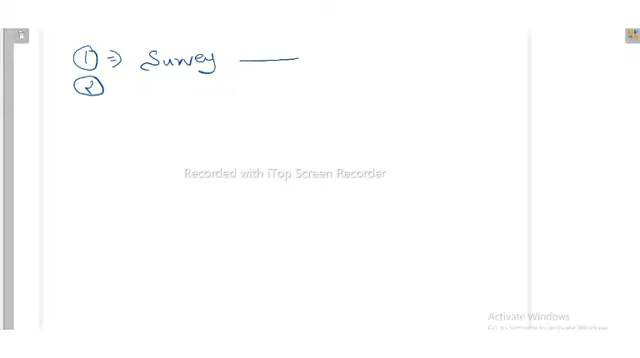 ① ⇒ Survey ——
②
Recorded with iTop Screen Recorder
Activate Windows